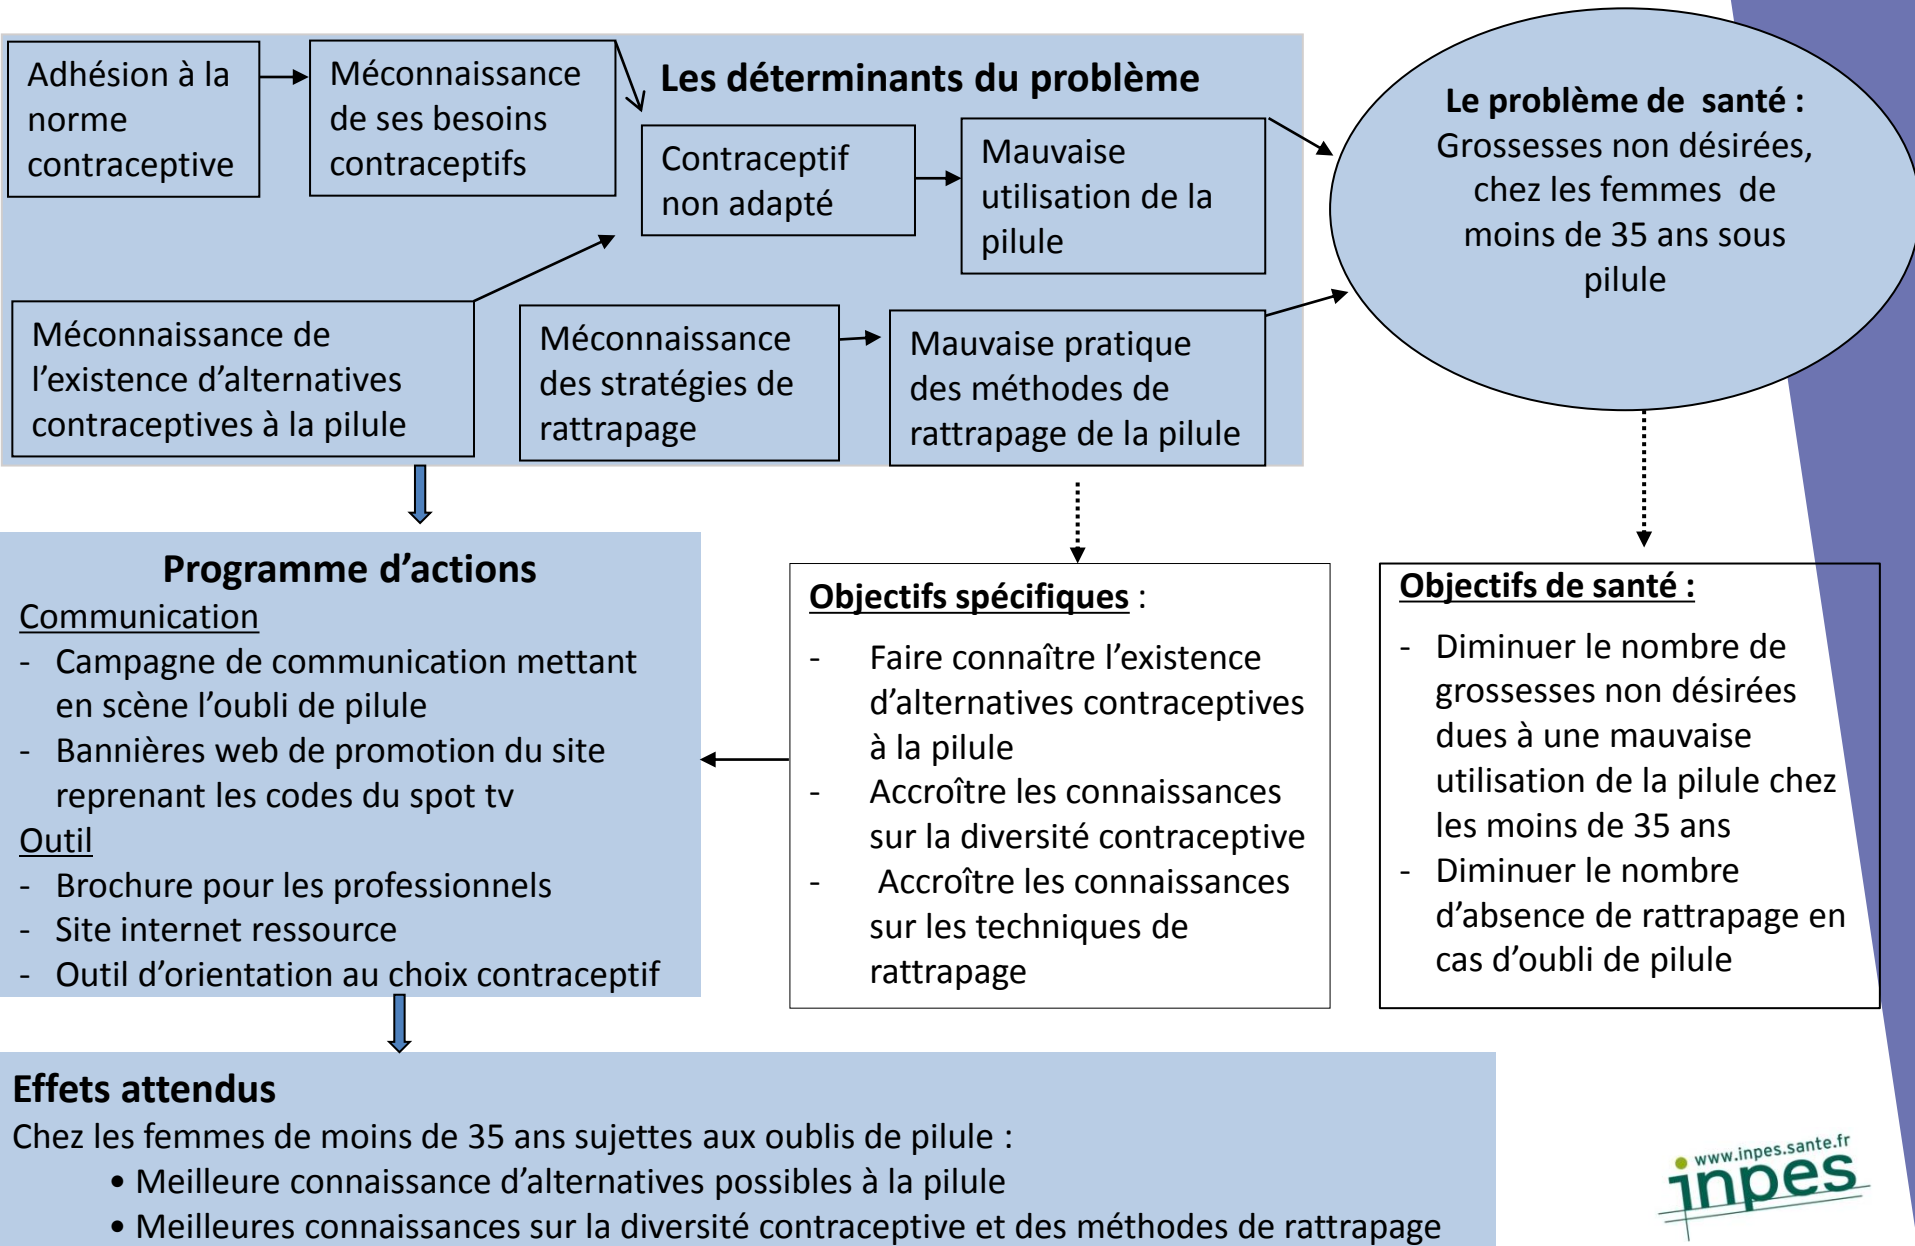 Adhésion à la
norme
contraceptive
Méconnaissance
de ses besoins
contraceptifs
Les déterminants du problème
Contraceptif
non adapté
Mauvaise
utilisation de la
pilule
Le problème de santé :
Grossesses non désirées,
chez les femmes de
moins de 35 ans sous
pilule
Méconnaissance de
l’existence d’alternatives
contraceptives à la pilule
Méconnaissance
des stratégies de
rattrapage
Mauvaise pratique
des méthodes de
rattrapage de la pilule
Programme d’actions
Communication
- Campagne de communication mettant
en scène l’oubli de pilule
- Bannières web de promotion du site
reprenant les codes du spot tv
Outil
- Brochure pour les professionnels
- Site internet ressource
- Outil d’orientation au choix contraceptif
Objectifs spécifiques :
- Faire connaître l’existence
d’alternatives contraceptives
à la pilule
- Accroître les connaissances
sur la diversité contraceptive
- Accroître les connaissances
sur les techniques de
rattrapage
Objectifs de santé :
- Diminuer le nombre de
grossesses non désirées
dues à une mauvaise
utilisation de la pilule chez
les moins de 35 ans
- Diminuer le nombre
d’absence de rattrapage en
cas d’oubli de pilule
Effets attendus
Chez les femmes de moins de 35 ans sujettes aux oublis de pilule :
• Meilleure connaissance d’alternatives possibles à la pilule
• Meilleures connaissances sur la diversité contraceptive et des méthodes de rattrapage
www.inpes.sante.fr
inpes